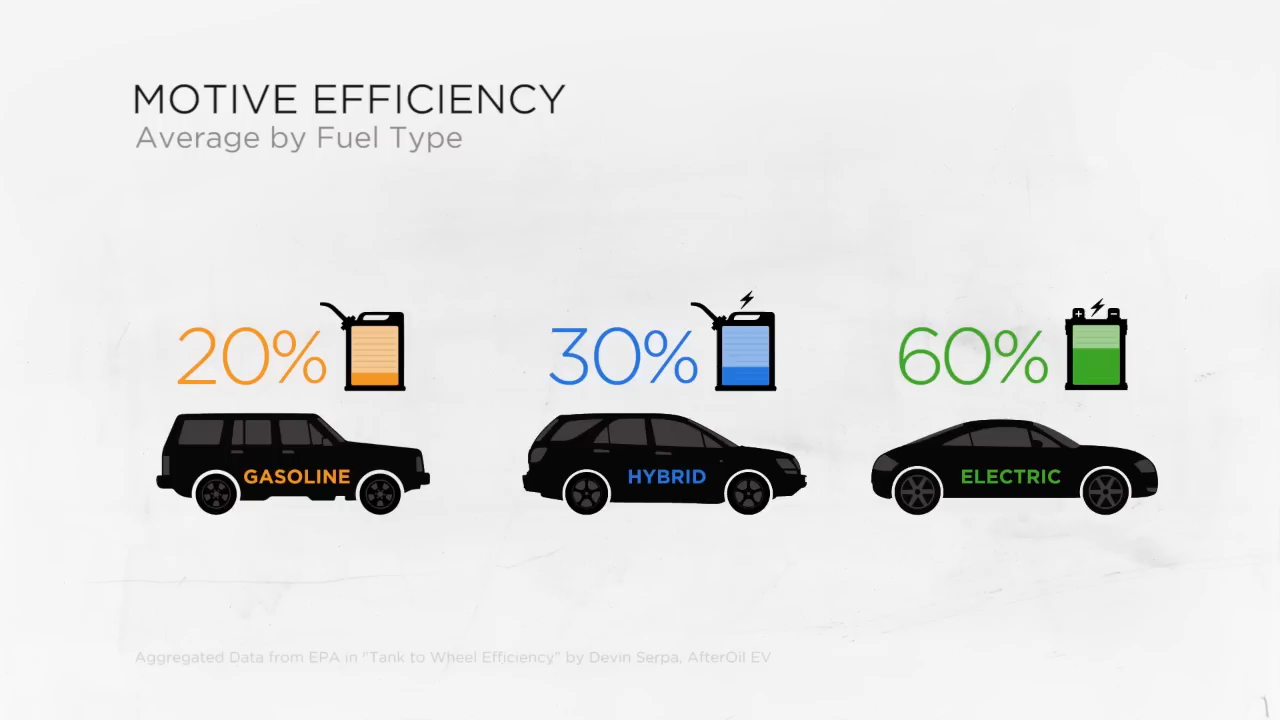 MOTIVE EFFICIENCY
Average by Fuel Type
20%
30%
60%
GASOLINE
HYBRID
ELECTRIC
Aggregated Data from EPA in "Tank to Wheel Efficiency" by Devin Serpa, AfterOil EV